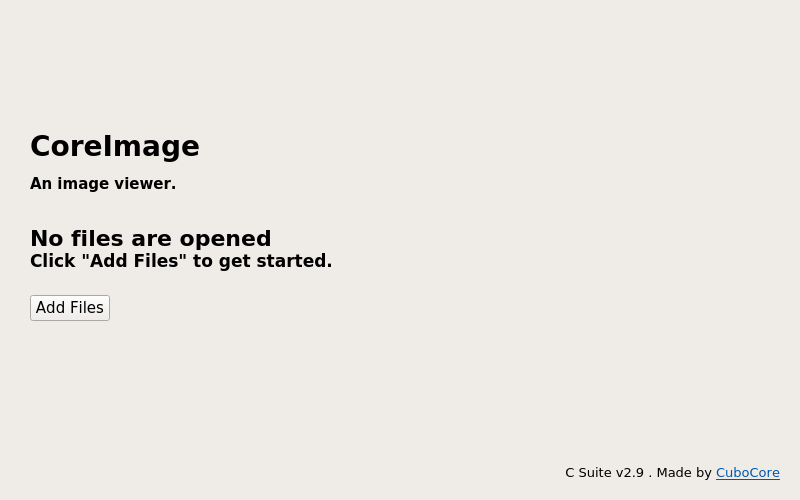 CoreImage
An image viewer.
No files are opened
Click "Add Files" to get started.
Add Files
C Suite v2.9 . Made by CuboCore